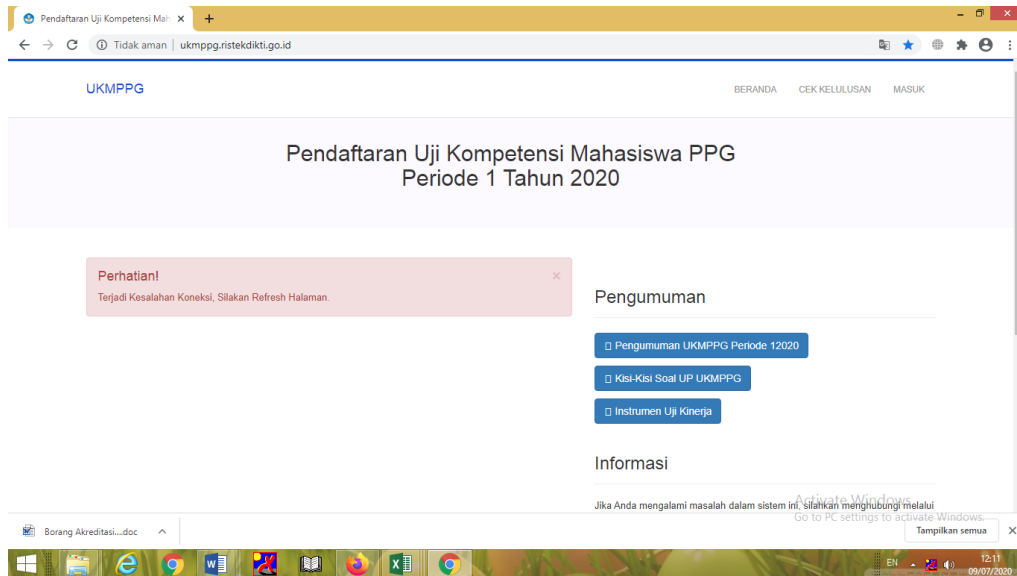 Pendaftaran Uji Kompetensi Mah
Tidak aman | ukmppg.ristekdikti.go.id
UKMPPG
BERANDA CEK KELULUSAN MASUK
Pendaftaran Uji Kompetensi Mahasiswa PPG
Periode 1 Tahun 2020
Perhatian!
×
Terjadi Kesalahan Koneksi, Silakan Refresh Halaman.
Pengumuman
Pengumuman UKMPPG Periode 12020
Kisi-Kisi Soal UP UKMPPG
Instrumen Uji Kinerja
Informasi
Jika Anda mengalami masalah dalam sistem ini, silahkan menghubungi melalui
Activate Windows
Go to PC settings to activate Windows.
Borang Akreditasi....doc
Tampilkan semua
EN
12:11
09/07/2020